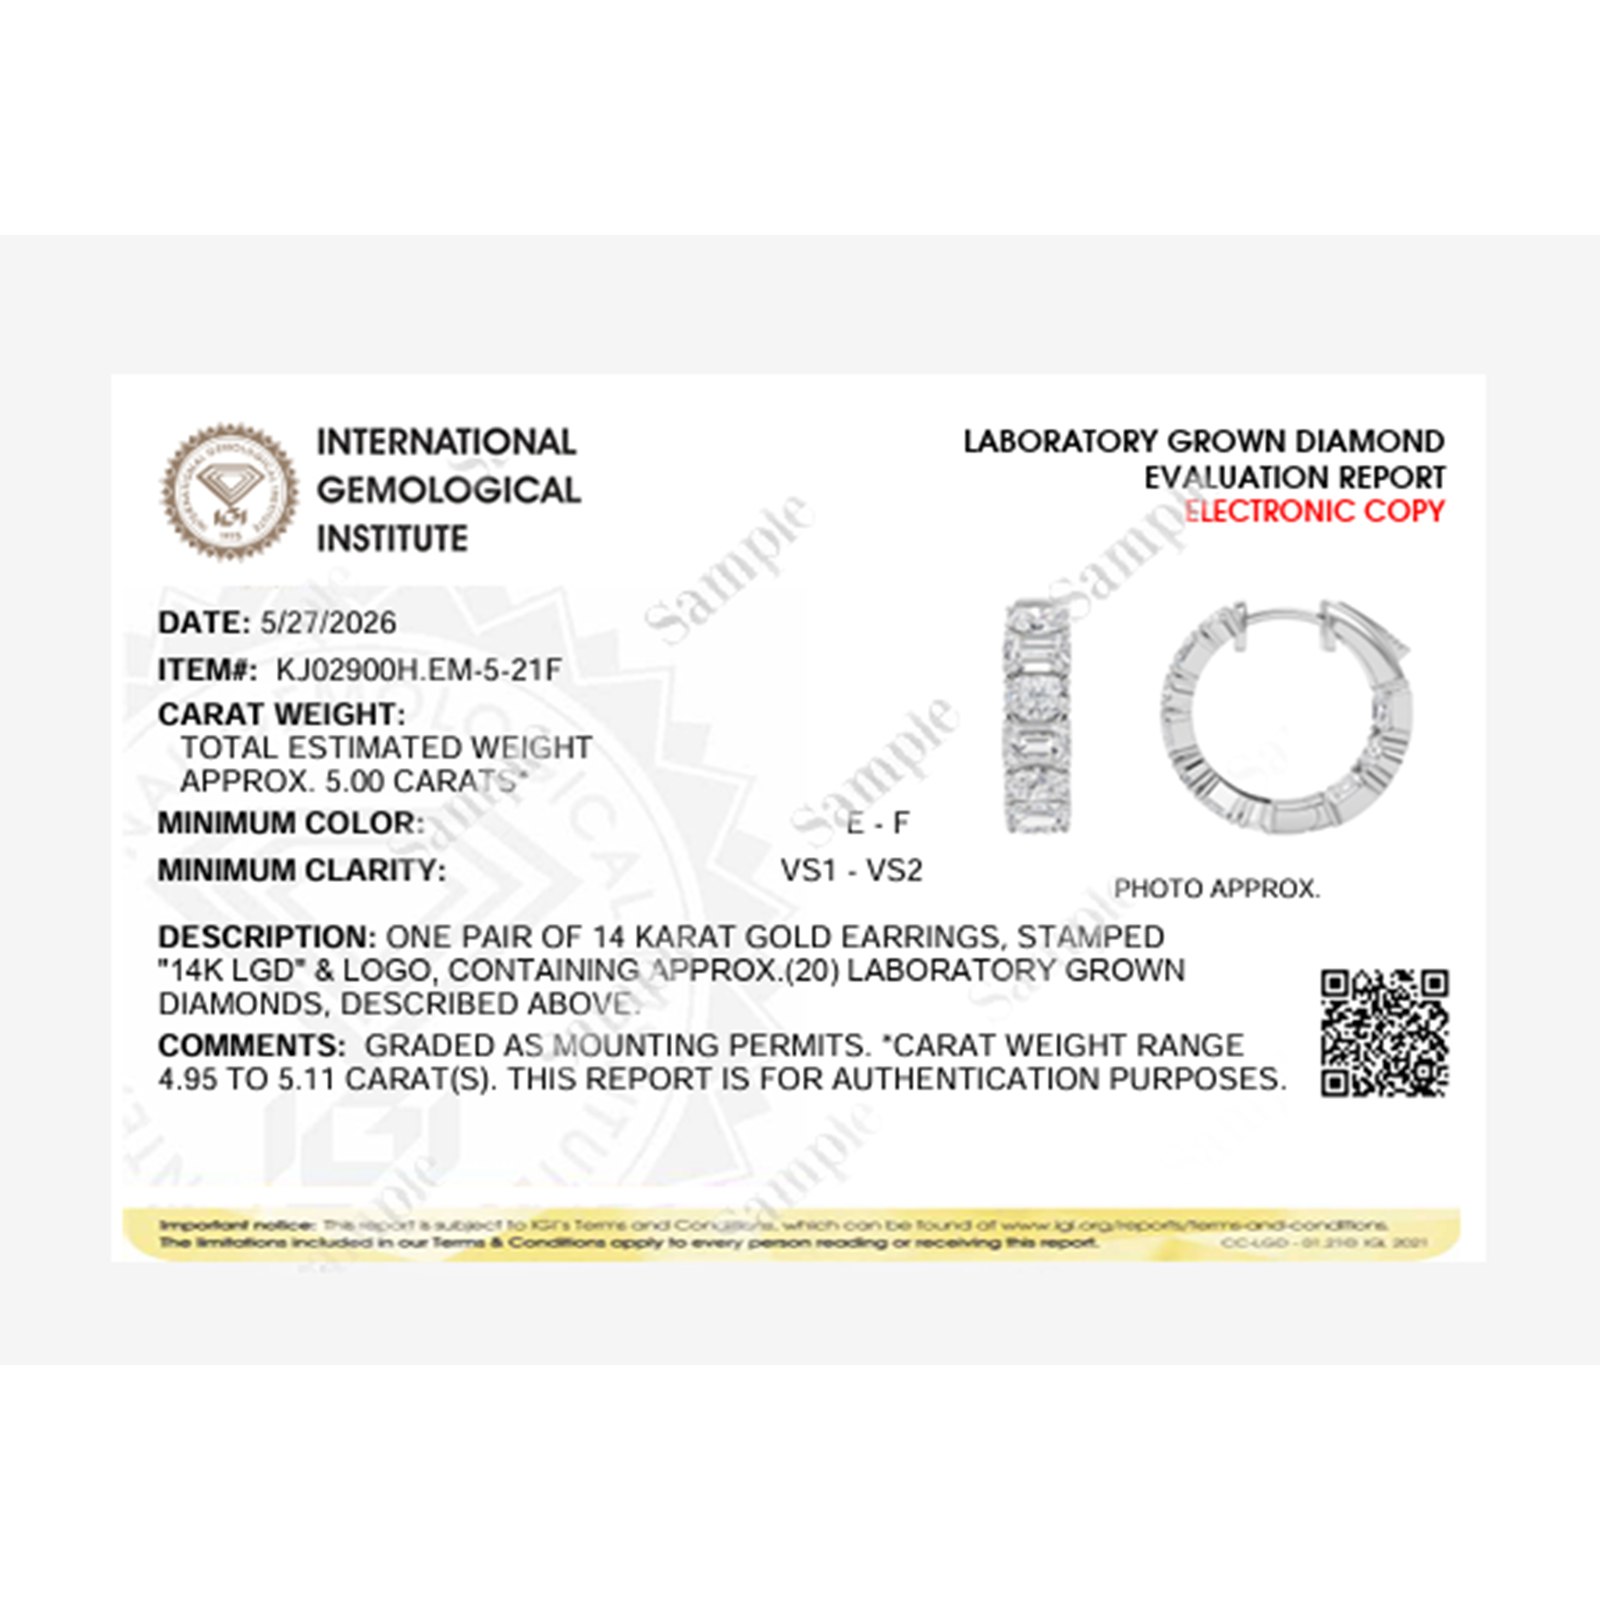 INTERNATIONAL
GEMOLOGICAL
INSTITUTE
LABORATORY GROWN DIAMOND
EVALUATION REPORT
ELECTRONIC COPY
DATE: 5/27/2026
ITEM#: KJ02900H.EM-5-21F
CARAT WEIGHT:
TOTAL ESTIMATED WEIGHT
APPROX. 5.00 CARATS*
MINIMUM COLOR: E - F
MINIMUM CLARITY: VS1 - VS2
PHOTO APPROX.
DESCRIPTION: ONE PAIR OF 14 KARAT GOLD EARRINGS, STAMPED
"14K LGD" & LOGO, CONTAINING APPROX.(20) LABORATORY GROWN
DIAMONDS, DESCRIBED ABOVE.
COMMENTS: GRADED AS MOUNTING PERMITS. *CARAT WEIGHT RANGE
4.95 TO 5.11 CARAT(S). THIS REPORT IS FOR AUTHENTICATION PURPOSES.
Important notice: This report is subject to IGI's Terms and Conditions, which can be found at www.igi.org/reports/terms-and-conditions.
The limitations included in our Terms & Conditions apply to every person reading or receiving this report.
Sample
Sample
Sample
Sample
Sample
Sample
Sample